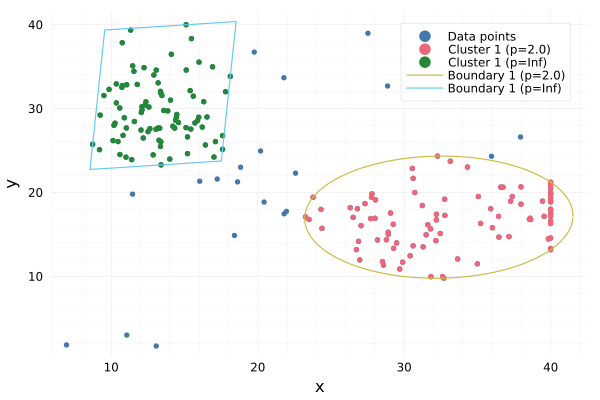 40
30
20
10
y
10
20
30
40
x
Data points
Cluster 1 (p=2.0)
Cluster 1 (p=Inf)
Boundary 1 (p=2.0)
Boundary 1 (p=Inf)